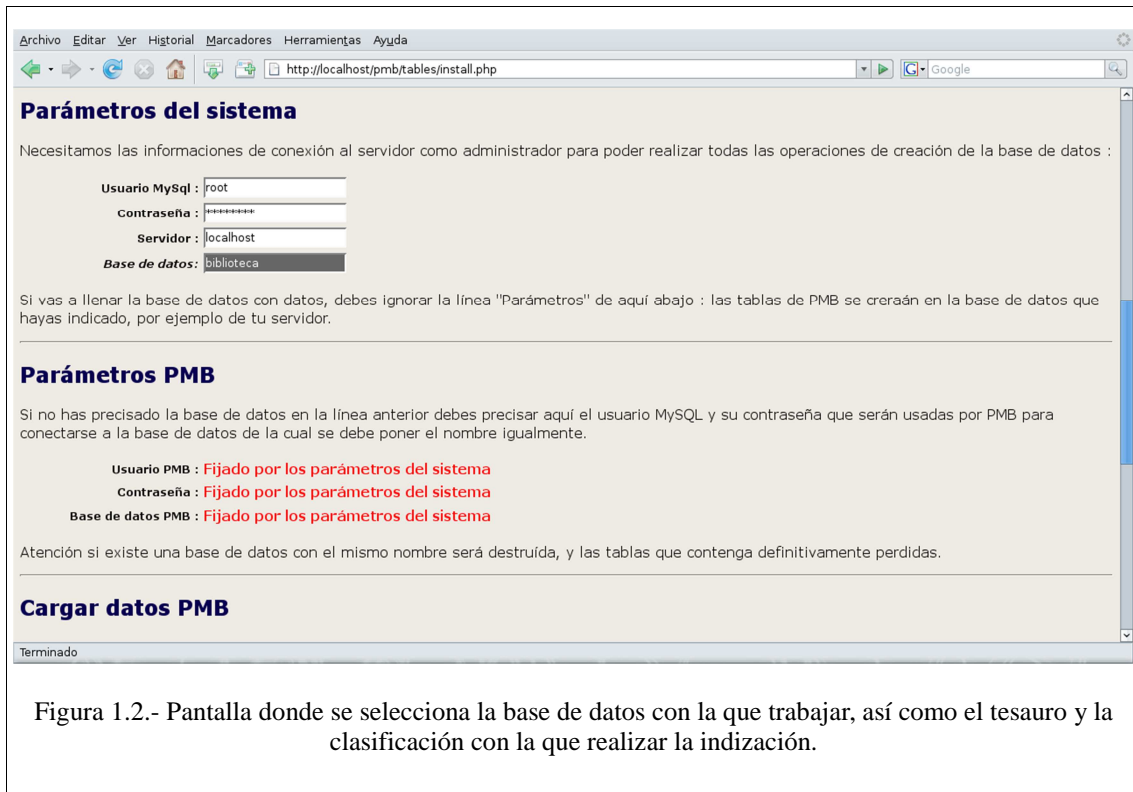 Archivo Editar Ver Historial Marcadores Herramientas Ayuda
http://localhost/pmb/tables/install.php
G Google
Parámetros del sistema
Necesitamos las informaciones de conexión al servidor como administrador para poder realizar todas las operaciones de creación de la base de datos :
Usuario MySql : root
Contraseña : ********
Servidor : localhost
Base de datos: biblioteca
Si vas a llenar la base de datos con datos, debes ignorar la línea "Parámetros" de aquí abajo : las tablas de PMB se creraán en la base de datos que
hayas indicado, por ejemplo de tu servidor.
Parámetros PMB
Si no has precisado la base de datos en la línea anterior debes precisar aquí el usuario MySQL y su contraseña que serán usadas por PMB para
conectarse a la base de datos de la cual se debe poner el nombre igualmente.
Usuario PMB : Fijado por los parámetros del sistema
Contraseña : Fijado por los parámetros del sistema
Base de datos PMB : Fijado por los parámetros del sistema
Atención si existe una base de datos con el mismo nombre será destruída, y las tablas que contenga definitivamente perdidas.
Cargar datos PMB
Terminado
Figura 1.2.- Pantalla donde se selecciona la base de datos con la que trabajar, así como el tesauro y la
clasificación con la que realizar la indización.